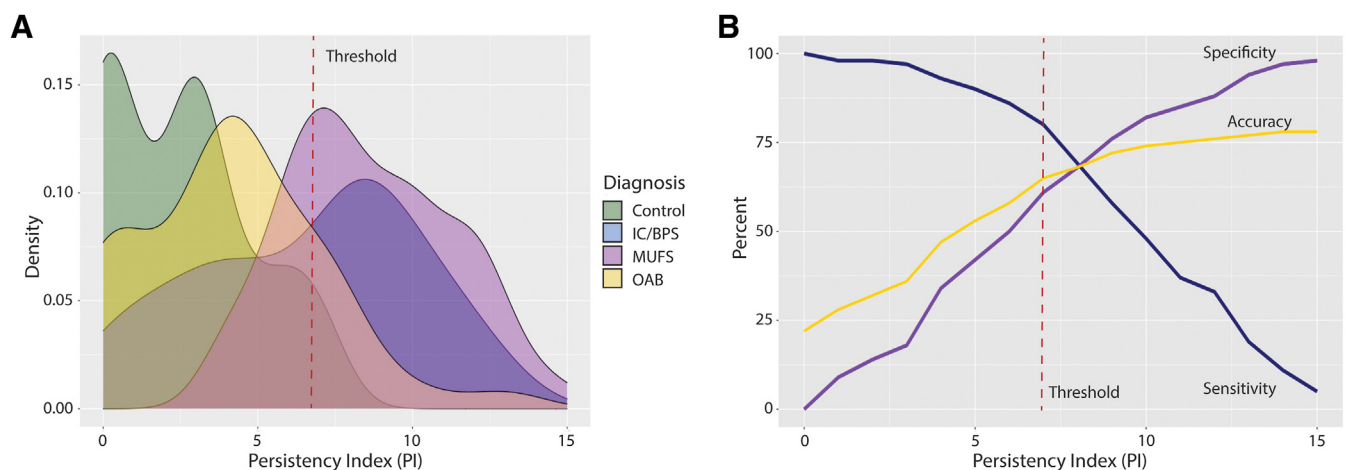 A
Threshold
0.15
0.10
0.05
0.00
Density
0
5
10
15
Persistency Index (PI)
Diagnosis
Control
IC/BPS
MUFS
OAB
B
100
75
50
25
0
Percent
Specificity
Accuracy
Threshold
Sensitivity
0
5
10
15
Persistency Index (PI)